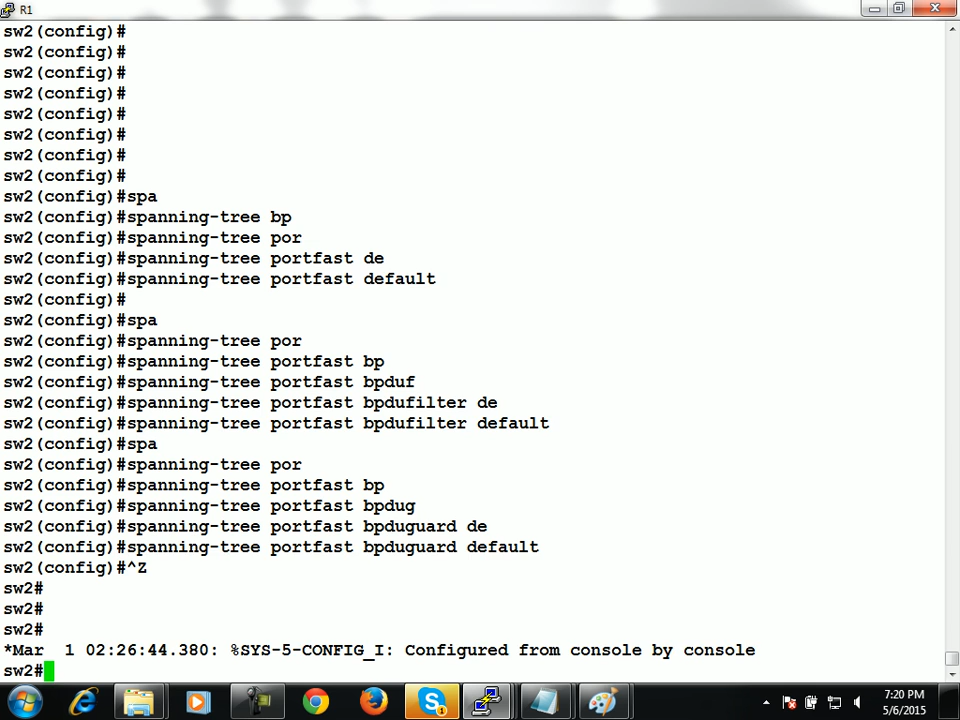 R1
sw2(config)#
sw2(config)#
sw2(config)#
sw2(config)#
sw2(config)#
sw2(config)#
sw2(config)#
sw2(config)#
sw2(config)#spa
sw2(config)#spanning-tree bp
sw2(config)#spanning-tree por
sw2(config)#spanning-tree portfast de
sw2(config)#spanning-tree portfast default
sw2(config)#
sw2(config)#spa
sw2(config)#spanning-tree por
sw2(config)#spanning-tree portfast bp
sw2(config)#spanning-tree portfast bpduf
sw2(config)#spanning-tree portfast bpdufilter de
sw2(config)#spanning-tree portfast bpdufilter default
sw2(config)#spa
sw2(config)#spanning-tree por
sw2(config)#spanning-tree portfast bp
sw2(config)#spanning-tree portfast bpdug
sw2(config)#spanning-tree portfast bpduguard de
sw2(config)#spanning-tree portfast bpduguard default
sw2(config)#^Z
sw2#
sw2#
sw2#
*Mar  1 02:26:44.380: %SYS-5-CONFIG_I: Configured from console by console
sw2#
7:20 PM
5/6/2015